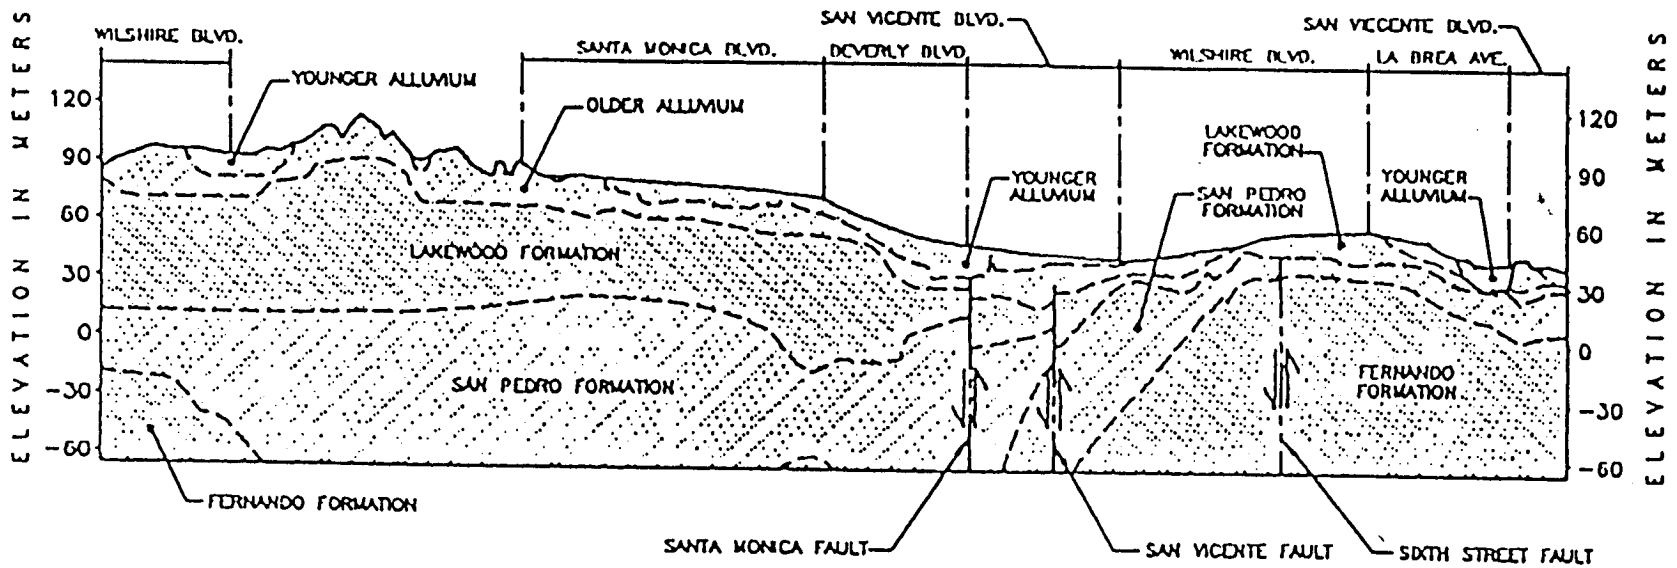 SAN VICENTE BLVD.
SAN VICENTE BLVD.
WILSHIRE BLVD.
SANTA MONICA BLVD.
BEVERLY BLVD.
WILSHIRE BLVD.
LA BREA AVE.
ELEVATION IN METERS
120
90
60
30
0
-30
-60
YOUNGER ALLUVIUM
OLDER ALLUVIUM
YOUNGER
ALLUVIUM
LAKEWOOD
FORMATION
SAN PEDRO
FORMATION
YOUNGER
ALLUVIUM
LAKEWOOD FORMATION
SAN PEDRO FORMATION
FERNANDO
FORMATION
120
90
60
30
0
-30
-60
ELEVATION IN METERS
FERNANDO FORMATION
SANTA MONICA FAULT
SAN VICENTE FAULT
SIXTH STREET FAULT